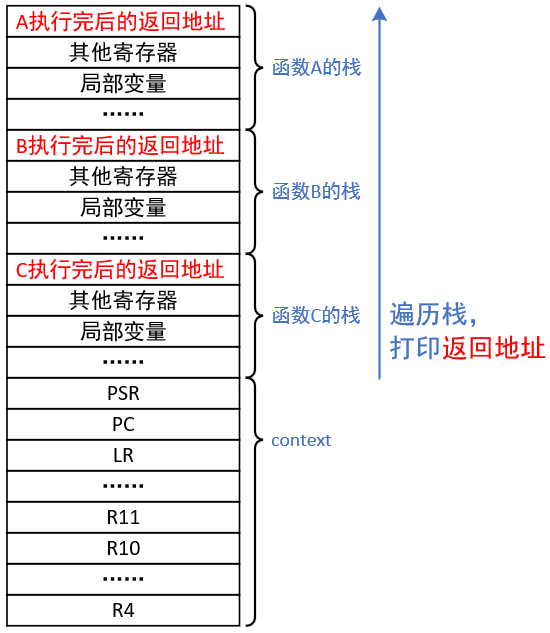 A执行完后的返回地址
其他寄存器
局部变量
······
函数A的栈
B执行完后的返回地址
其他寄存器
局部变量
······
函数B的栈
C执行完后的返回地址
其他寄存器
局部变量
······
函数C的栈
遍历栈，
打印返回地址
PSR
PC
LR
······
R11
R10
······
R4
context